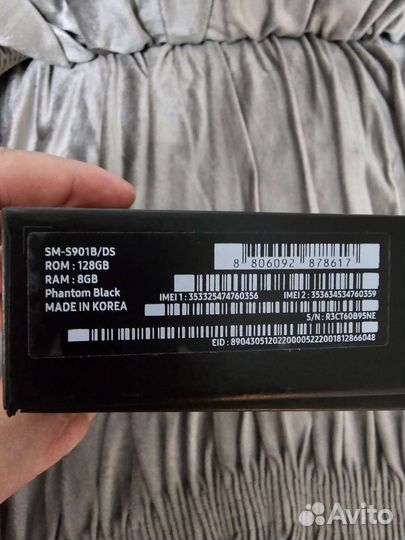 SM-S901B/DS
ROM : 128GB
RAM : 8GB
Phantom Black
MADE IN KOREA
8 806092 878617
IMEI 1 : 353325474760356
IMEI 2 : 353634534760359
S/N : R3CT60B95NE
EID : 89043051202200005222001812866048
Avito